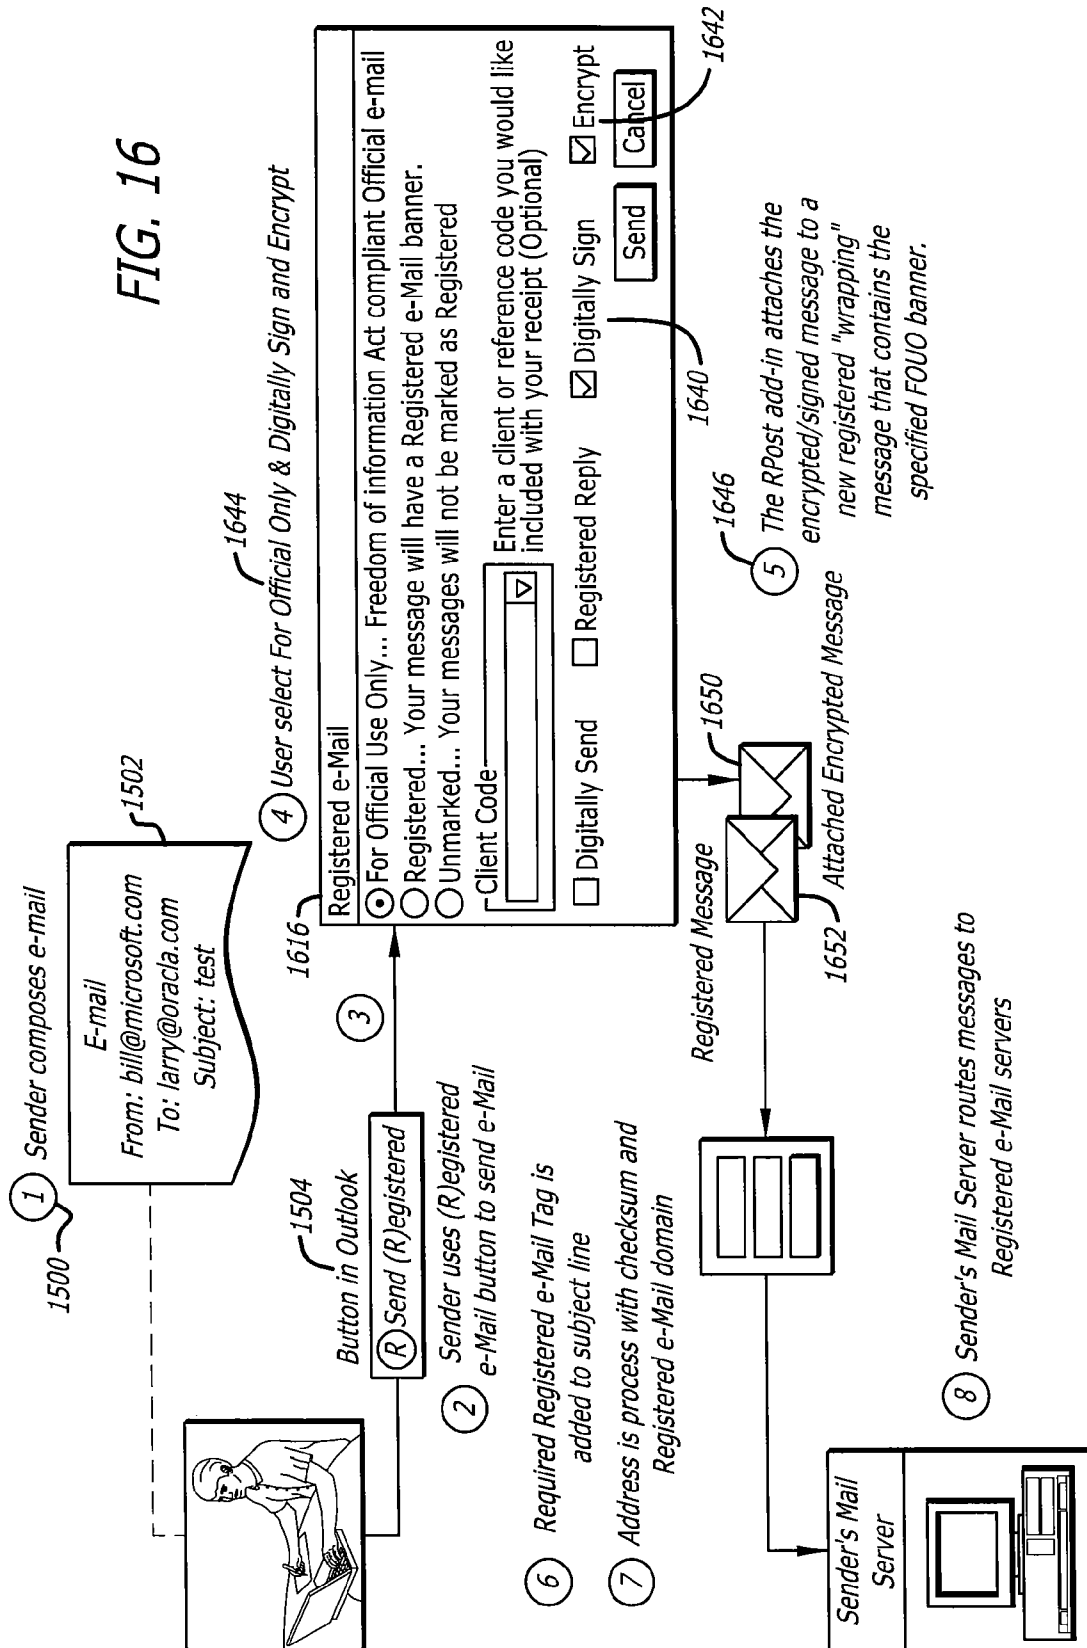 FIG. 16
1 Sender composes e-mail
1500
E-mail
From: bill@microsoft.com
To: larry@oracla.com
Subject: test
1502
Button in Outlook
1504
R Send (R)egistered
2 Sender uses (R)egistered
e-Mail button to send e-Mail
3
4 User select For Official Only & Digitally Sign and Encrypt
1644
1616
Registered e-Mail
For Official Use Only... Freedom of information Act compliant Official e-mail
Registered... Your message will have a Registered e-Mail banner.
Unmarked... Your messages will not be marked as Registered
Client Code
Enter a client or reference code you would like
included with your receipt (Optional)
Digitally Send
Registered Reply
Digitally Sign
Encrypt
Send
Cancel
1640
1642
5 The RPost add-in attaches the
encrypted/signed message to a
new registered "wrapping"
message that contains the
specified FOUO banner.
1646
Registered Message
1650
1652
Attached Encrypted Message
6 Required Registered e-Mail Tag is
added to subject line
7 Address is process with checksum and
Registered e-Mail domain
Sender's Mail
Server
8 Sender's Mail Server routes messages to
Registered e-Mail servers